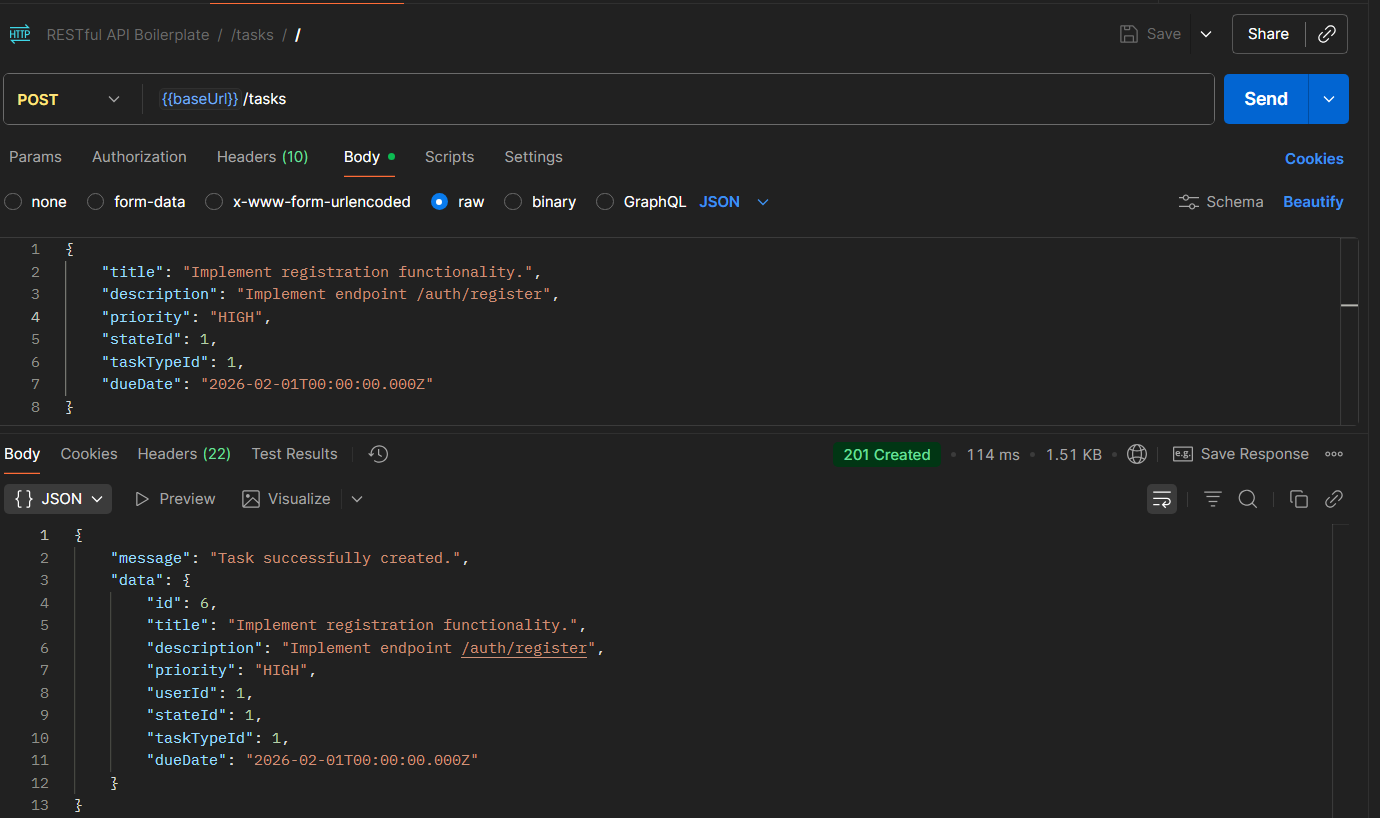 HTTP RESTful API Boilerplate / /tasks / / Save Share
POST {{baseUrl}} /tasks Send
Params Authorization Headers (10) Body Scripts Settings Cookies
none form-data x-www-form-urlencoded raw binary GraphQL JSON Schema Beautify
1 {
2 "title": "Implement registration functionality.",
3 "description": "Implement endpoint /auth/register",
4 "priority": "HIGH",
5 "stateId": 1,
6 "taskTypeId": 1,
7 "dueDate": "2026-02-01T00:00:00.000Z"
8 }
Body Cookies Headers (22) Test Results 201 Created 114 ms 1.51 KB e.g. Save Response
{} JSON Preview Visualize
1 {
2 "message": "Task successfully created.",
3 "data": {
4 "id": 6,
5 "title": "Implement registration functionality.",
6 "description": "Implement endpoint /auth/register",
7 "priority": "HIGH",
8 "userId": 1,
9 "stateId": 1,
10 "taskTypeId": 1,
11 "dueDate": "2026-02-01T00:00:00.000Z"
12 }
13 }